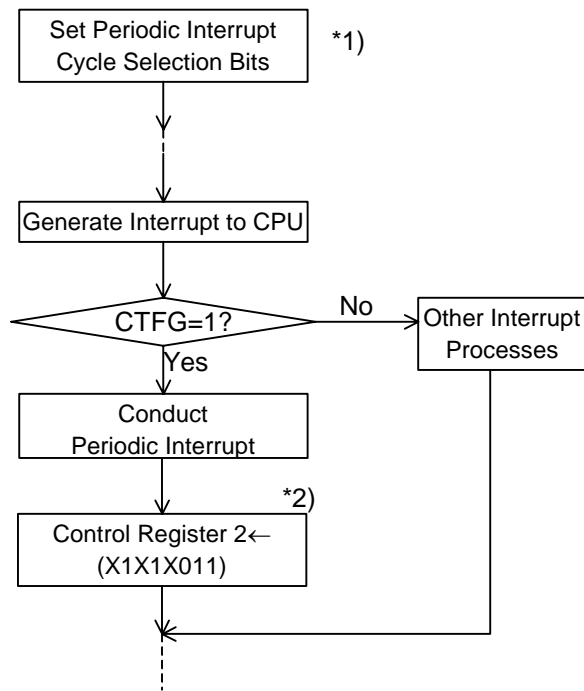 Set Periodic Interrupt
Cycle Selection Bits
*1)
Generate Interrupt to CPU
CTFG=1?
No
Other Interrupt
Processes
Yes
Conduct
Periodic Interrupt
*2)
Control Register 2←
(X1X1X011)